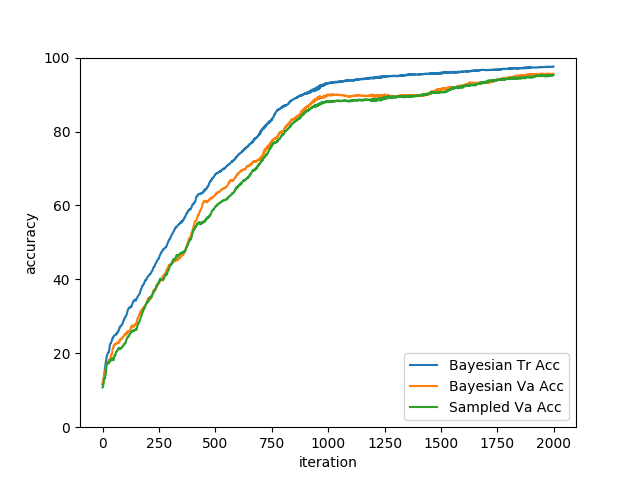 100
80
60
40
20
0
accuracy
0 250 500 750 1000 1250 1500 1750 2000
iteration
Bayesian Tr Acc
Bayesian Va Acc
Sampled Va Acc